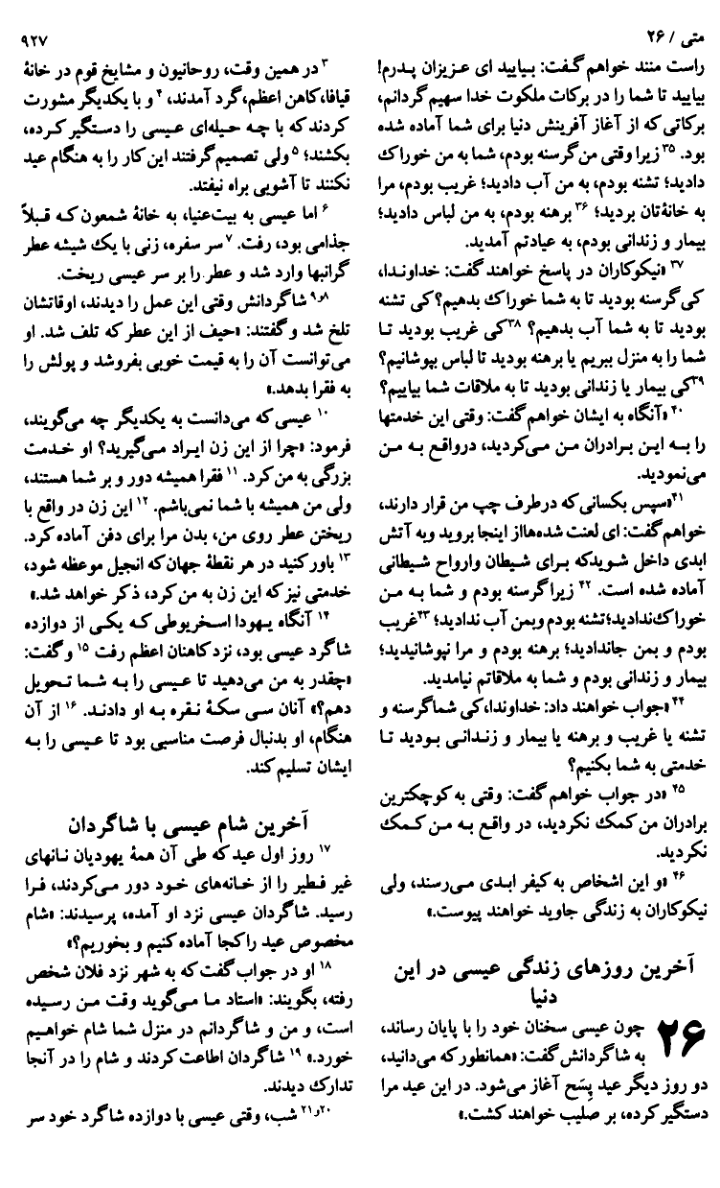 متی / ۲۶
۹۲۷
راست منند خواهم گفت: بیایید ای عزیزان پدرم!
بیایید تا شما را در برکات ملکوت خدا سهیم گردانم،
برکاتی که از آغاز آفرینش دنیا برای شما آماده شده
بود. ۳۵ زیرا وقتی من گرسنه بودم، شما به من خوراک
دادید؛ تشنه بودم، به من آب دادید؛ غریب بودم، مرا
به خانه‌تان بردید؛ ۳۶ برهنه بودم، به من لباس دادید؛
بیمار و زندانی بودم، به عیادتم آمدید.
۳۷ «نیکوکاران در پاسخ خواهند گفت: خداوندا،
کی گرسنه بودید تا به شما خوراک بدهیم؟ کی تشنه
بودید تا به شما آب بدهیم؟ ۳۸ کی غریب بودید تا
شما را به منزل ببریم یا برهنه بودید تا لباس بپوشانیم؟
۳۹ کی بیمار یا زندانی بودید تا به ملاقات شما بیاییم؟
۴۰ «آنگاه به ایشان خواهم گفت: وقتی این خدمتها
را به این برادران من می‌کردید، درواقع به من
می‌نمودید.
۴۱ «سپس بکسانی که درطرف چپ من قرار دارند،
خواهم گفت: ای لعنت شده‌ها از اینجا بروید وبه آتش
ابدی داخل شوید که برای شیطان وارواح شیطانی
آماده شده است. ۴۲ زیرا گرسنه بودم و شما به من
خوراک ندادید؛ تشنه بودم وبمن آب ندادید؛ ۴۳ غریب
بودم و بمن جاندادید؛ برهنه بودم و مرا نپوشانیدید؛
بیمار و زندانی بودم و شما به ملاقاتم نیامدید.
۴۴ «جواب خواهند داد: خداوندا، کی شما گرسنه و
تشنه یا غریب و برهنه یا بیمار و زندانی بودید تا
خدمتی به شما بکنیم؟
۴۵ «در جواب خواهم گفت: وقتی به کوچکترین
برادران من کمک نکردید، در واقع به من کمک
نکردید.
۴۶ «و این اشخاص به کیفر ابدی می‌رسند، ولی
نیکوکاران به زندگی جاوید خواهند پیوست.»
آخرین روزهای زندگی عیسی در این
دنیا
۲۶ چون عیسی سخنان خود را با پایان رساند،
به شاگردانش گفت: «همانطور که می‌دانید،
دو روز دیگر عید پِسَح آغاز می‌شود. در این عید مرا
دستگیر کرده، بر صلیب خواهند کشت.»
۳ در همین وقت، روحانیون و مشایخ قوم در خانهٔ
قیافا، کاهن اعظم، گرد آمدند، ۴ و با یکدیگر مشورت
کردند که با چه حیله‌ای عیسی را دستگیر کرده،
بکشند؛ ۵ ولی تصمیم گرفتند این کار را به هنگام عید
نکنند تا آشوبی براه نیفتد.
۶ اما عیسی به بیت‌عنیا، به خانهٔ شمعون که قبلاً
جذامی بود، رفت. ۷ سر سفره، زنی با یک شیشه عطر
گرانبها وارد شد و عطر را بر سر عیسی ریخت.
۸و۹ شاگردانش وقتی این عمل را دیدند، اوقاتشان
تلخ شد و گفتند: «حیف از این عطر که تلف شد. او
می‌توانست آن را به قیمت خوبی بفروشد و پولش را
به فقرا بدهد.»
۱۰ عیسی که می‌دانست به یکدیگر چه می‌گویند،
فرمود: «چرا از این زن ایراد می‌گیرید؟ او خدمت
بزرگی به من کرد. ۱۱ فقرا همیشه دور و بر شما هستند،
ولی من همیشه با شما نمی‌باشم. ۱۲ این زن در واقع با
ریختن عطر روی من، بدن مرا برای دفن آماده کرد.
۱۳ باور کنید در هر نقطهٔ جهان که انجیل موعظه شود،
خدمتی نیز که این زن به من کرد، ذکر خواهد شد.»
۱۴ آنگاه یهودا اسخریوطی که یکی از دوازده
شاگرد عیسی بود، نزد کاهنان اعظم رفت ۱۵ و گفت:
«چقدر به من می‌دهید تا عیسی را به شما تحویل
دهم؟» آنان سی سکهٔ نقره به او دادند. ۱۶ از آن
هنگام، او بدنبال فرصت مناسبی بود تا عیسی را به
ایشان تسلیم کند.
آخرین شام عیسی با شاگردان
۱۷ روز اول عید که طی آن همهٔ یهودیان نانهای
غیر فطیر را از خانه‌های خود دور می‌کردند، فرا
رسید. شاگردان عیسی نزد او آمده، پرسیدند: «شام
مخصوص عید را کجا آماده کنیم و بخوریم؟»
۱۸ او در جواب گفت که به شهر نزد فلان شخص
رفته، بگویند: «استاد ما می‌گوید وقت من رسیده
است، و من و شاگردانم در منزل شما شام خواهیم
خورد.» ۱۹ شاگردان اطاعت کردند و شام را در آنجا
تدارک دیدند.
۲۰و۲۱ شب، وقتی عیسی با دوازده شاگرد خود سر